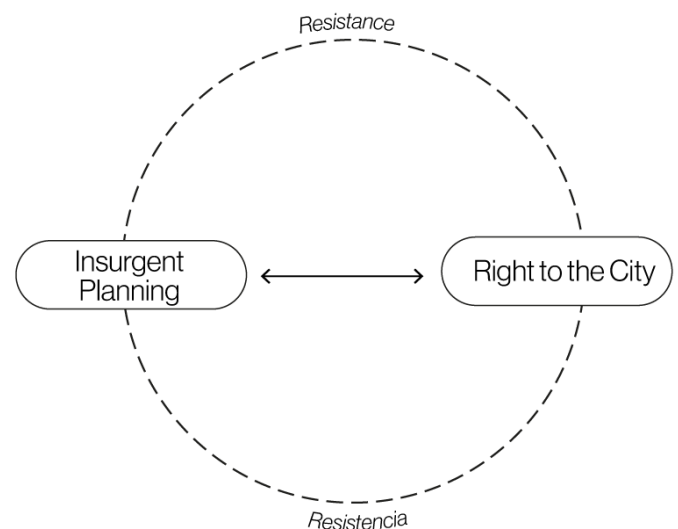 Resistance
Insurgent
Planning
Right to the City
Resistencia